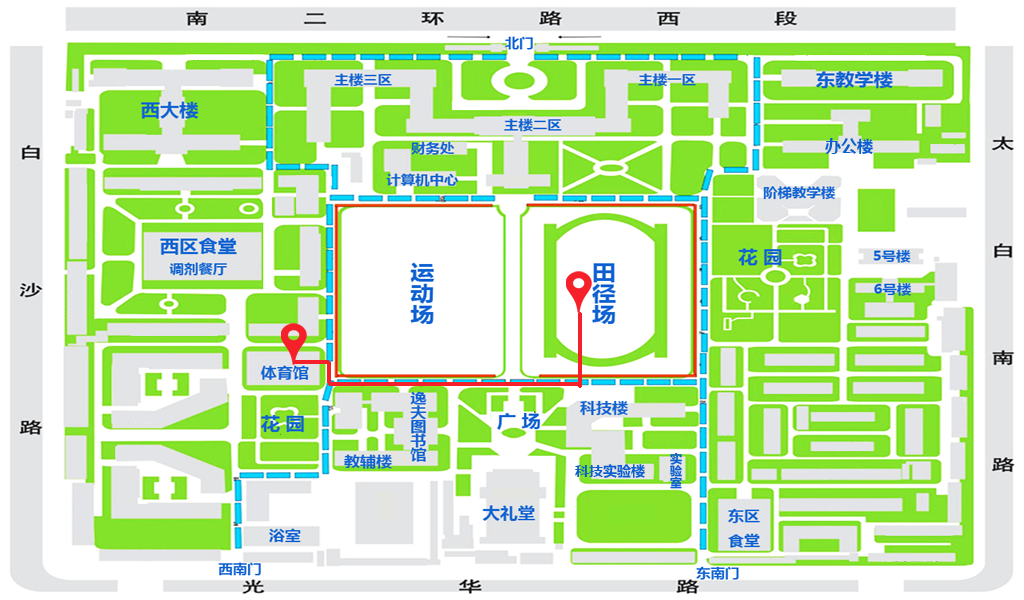 南二环路西段
北门
主楼三区
主楼一区
东教学楼
西大楼
主楼二区
白沙路
太白南路
财务处
办公楼
计算机中心
阶梯教学楼
西区食堂
调剂餐厅
运动场
田径场
花园
5号楼
6号楼
体育馆
花园
逸夫图书馆
广场
科技楼
教辅楼
科技实验楼
实验室
大礼堂
东区
食堂
浴室
西南门
东南门
光华路